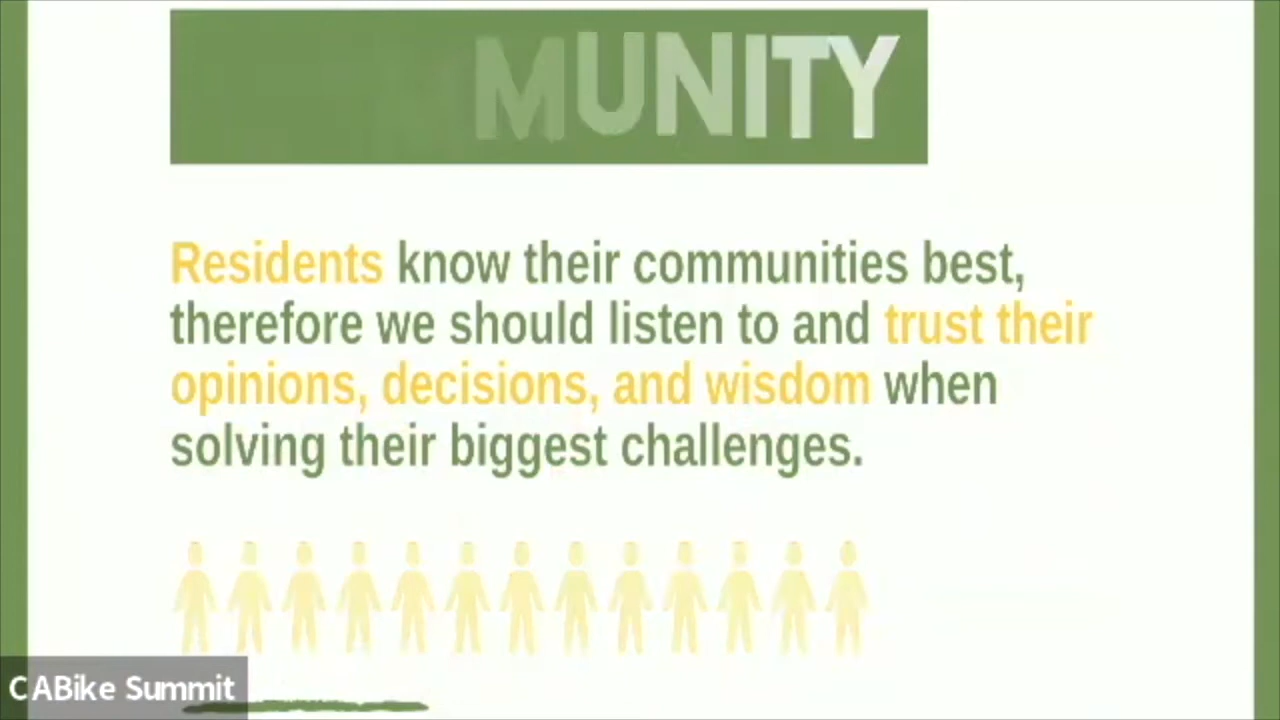 MUNITY
Residents know their communities best,
therefore we should listen to and trust their
opinions, decisions, and wisdom when
solving their biggest challenges.
CABike Summit